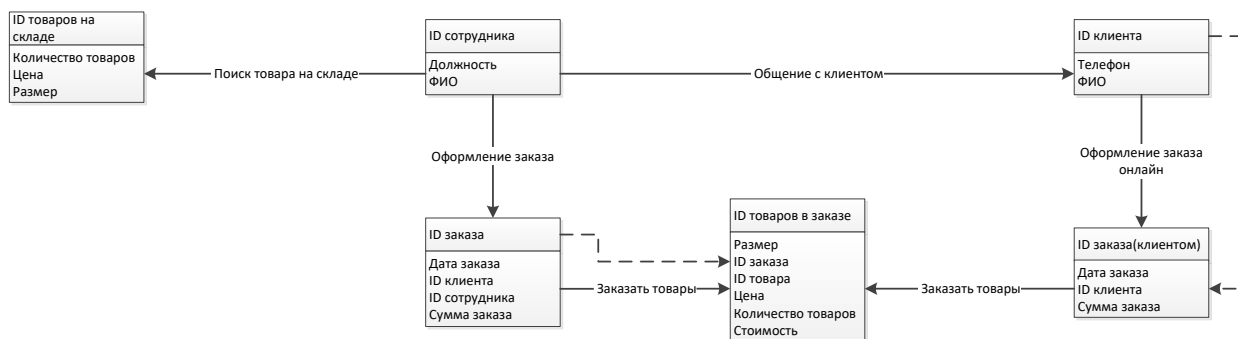 ID товаров на
складе
Количество товаров
Цена
Размер
Поиск товара на складе
ID сотрудника
Должность
ФИО
Общение с клиентом
ID клиента
Телефон
ФИО
Оформление заказа
Оформление заказа
онлайн
ID заказа
Дата заказа
ID клиента
ID сотрудника
Сумма заказа
Заказать товары
ID товаров в заказе
Размер
ID заказа
ID товара
Цена
Количество товаров
Стоимость
Заказать товары
ID заказа(клиентом)
Дата заказа
ID клиента
Сумма заказа